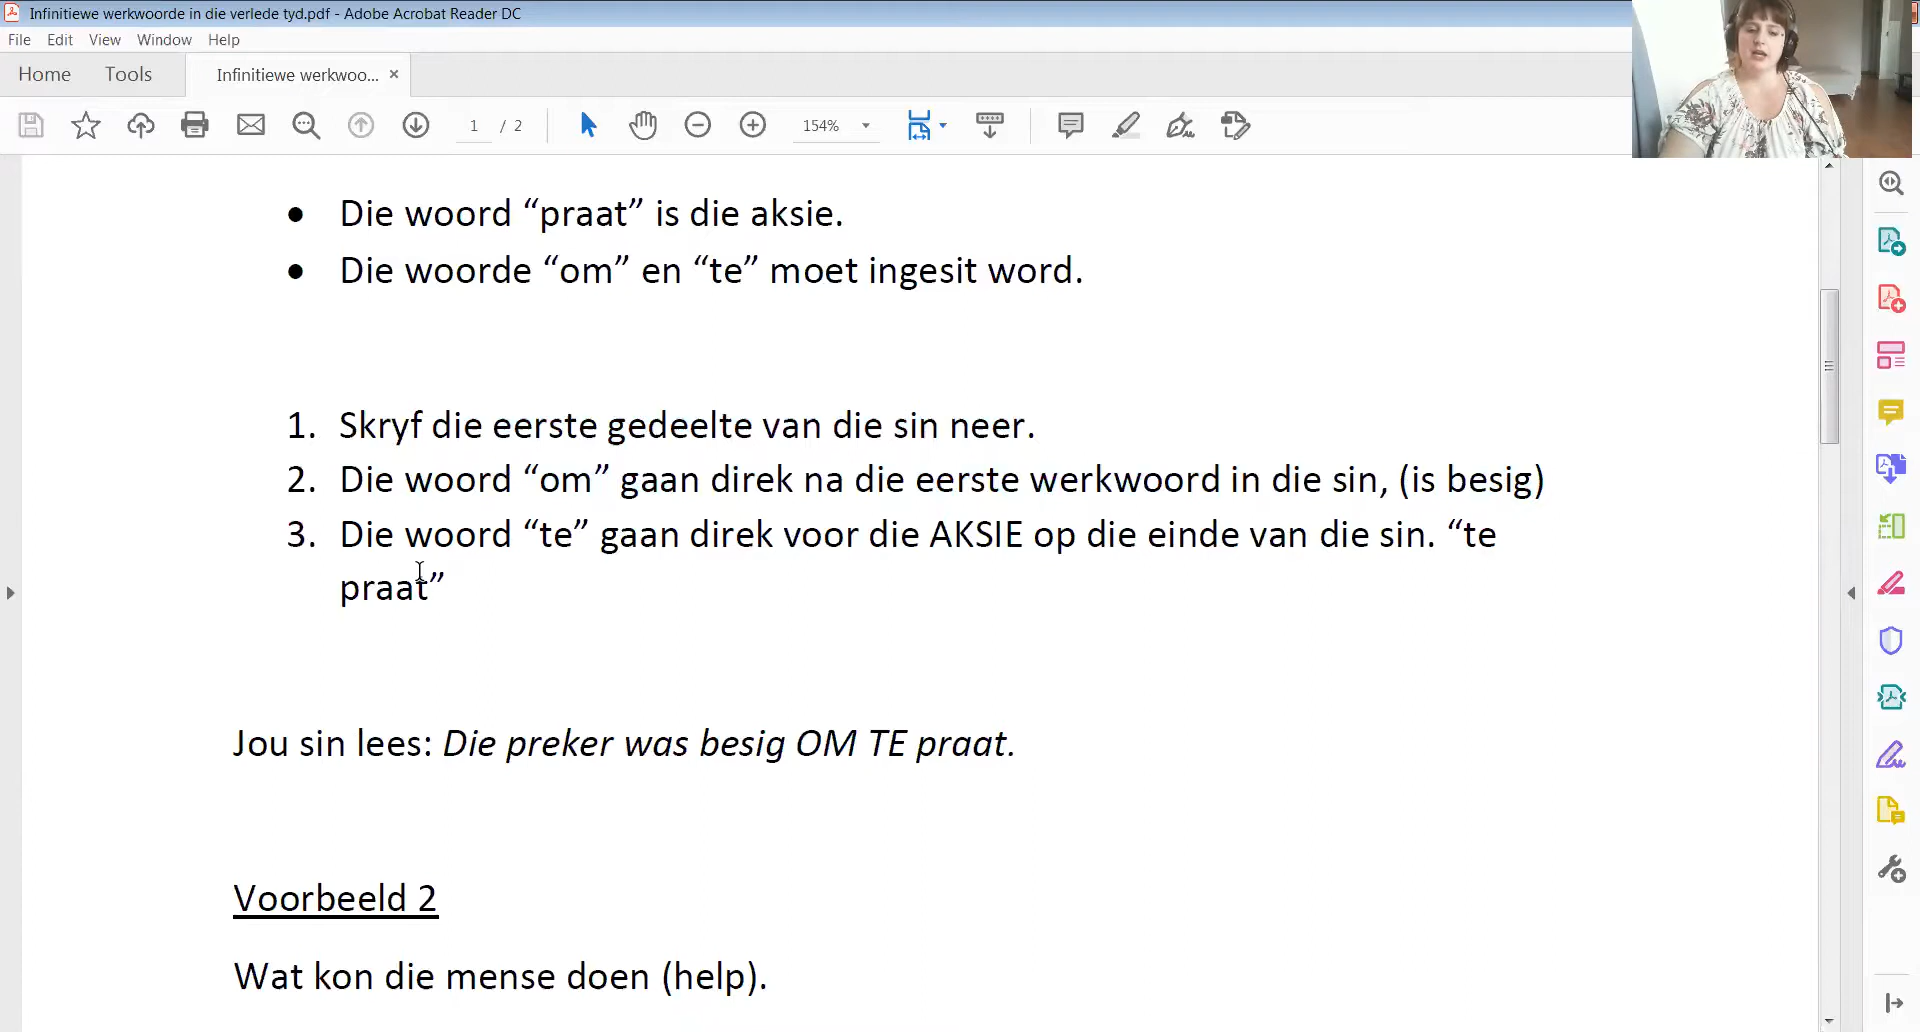 Infinitiewe werkwoorde in die verlede tyd.pdf - Adobe Acrobat Reader DC
File Edit View Window Help
Home Tools Infinitiewe werkwoo... ×
1 / 2 154%
• Die woord “praat” is die aksie.
• Die woorde “om” en “te” moet ingesit word.
1. Skryf die eerste gedeelte van die sin neer.
2. Die woord “om” gaan direk na die eerste werkwoord in die sin, (is besig)
3. Die woord “te” gaan direk voor die AKSIE op die einde van die sin. “te
praat”
Jou sin lees: Die preker was besig OM TE praat.
Voorbeeld 2
Wat kon die mense doen (help).